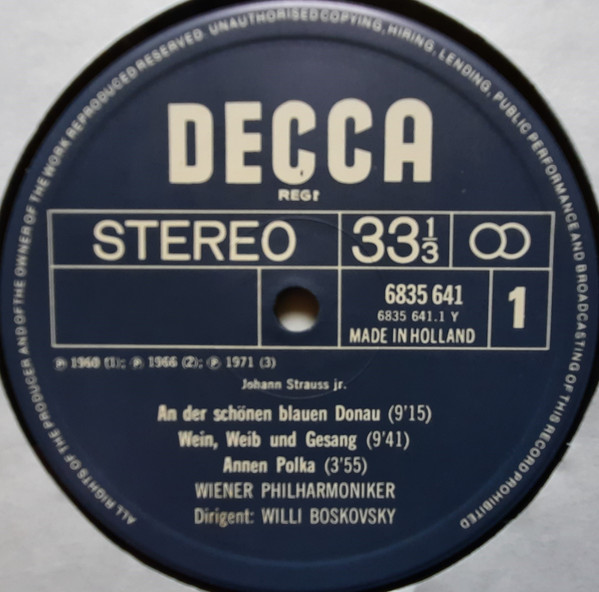 ALL RIGHTS OF THE PRODUCER AND OF THE OWNER OF THE WORK REPRODUCED RESERVED. UNAUTHORISED COPYING, HIRING, LENDING, PUBLIC PERFORMANCE AND BROADCASTING OF THIS RECORD PROHIBITED
DECCA
REGt
STEREO
33⅓
6835 641
6835 641.1 Y
MADE IN HOLLAND
1
℗ 1960 (1); ℗ 1966 (2); ℗ 1971 (3)
Johann Strauss jr.
An der schönen blauen Donau (9'15)
Wein, Weib und Gesang (9'41)
Annen Polka (3'55)
WIENER PHILHARMONIKER
Dirigent: WILLI BOSKOVSKY